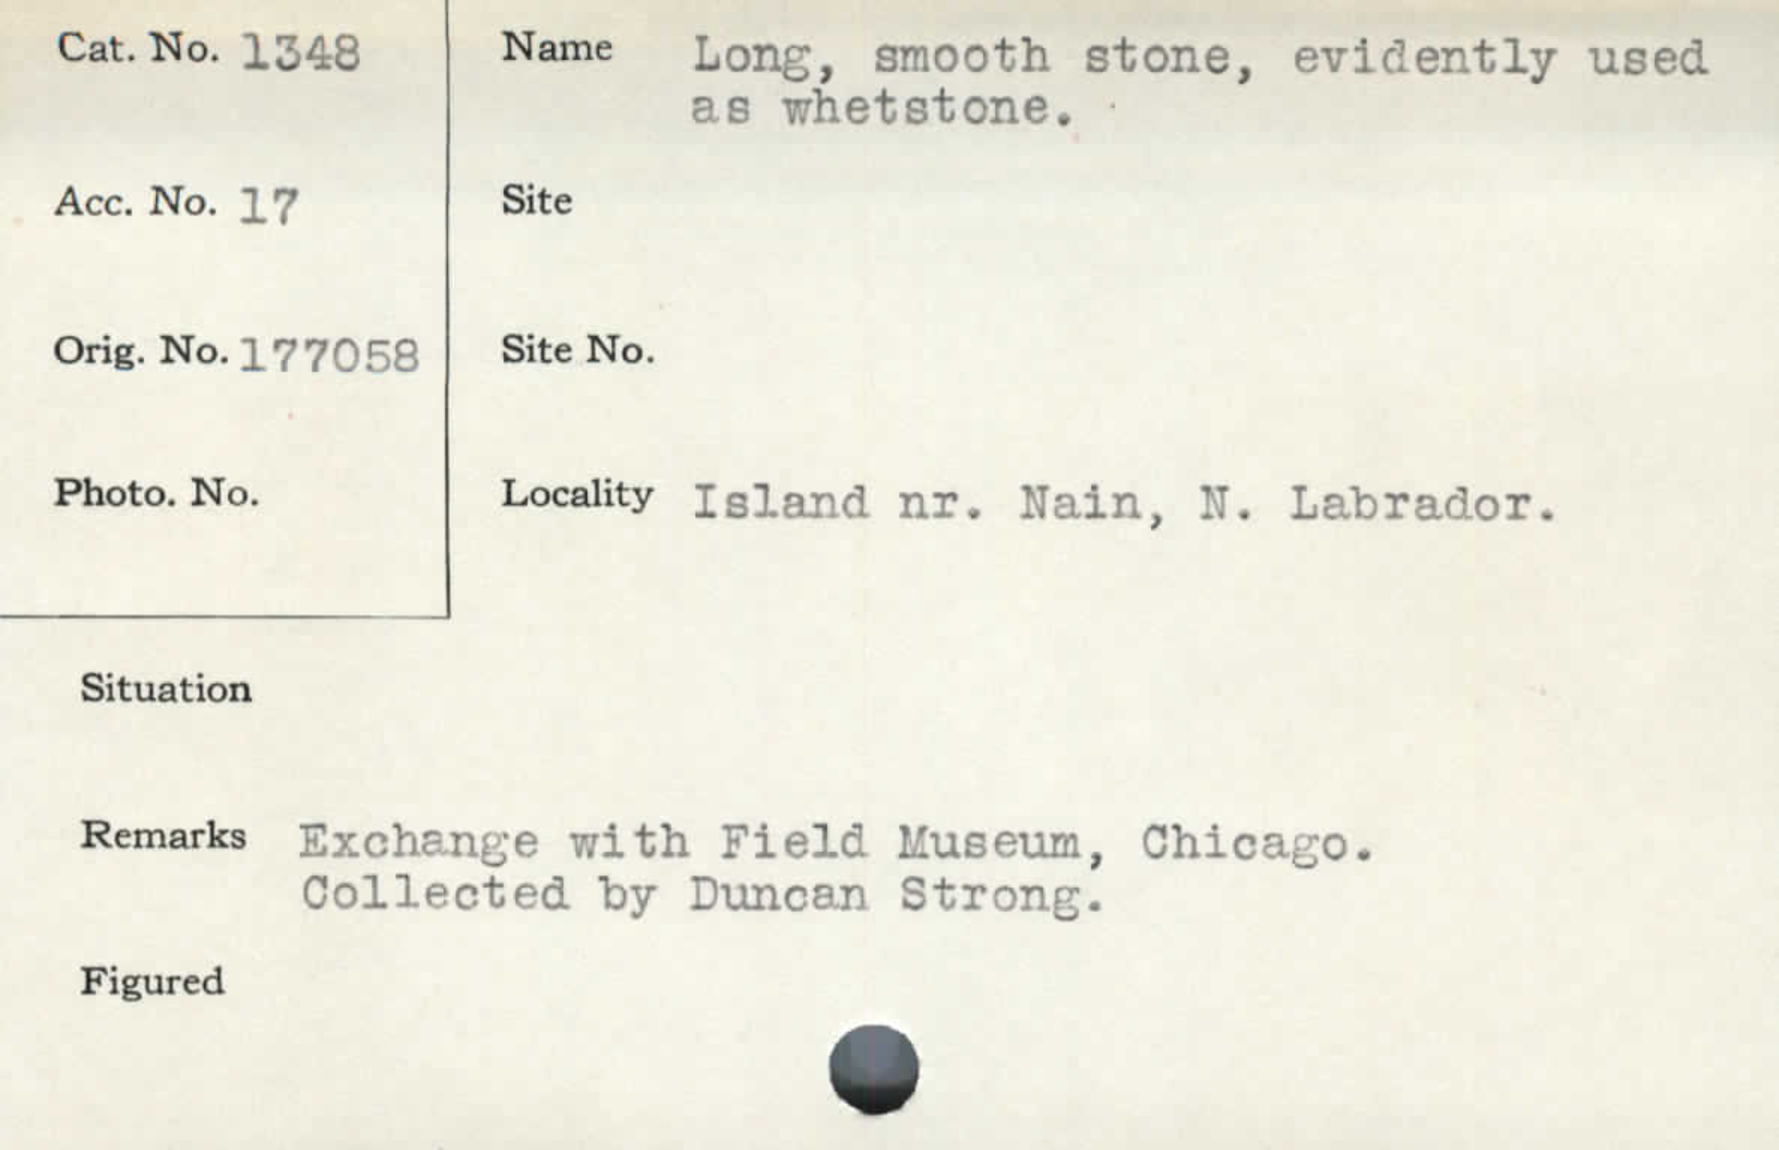 Cat. No. 1348
Acc. No. 17
Orig. No. 177058
Photo. No.
Name Long, smooth stone, evidently used
as whetstone.
Site
Site No.
Locality Island nr. Nain, N. Labrador.
Situation
Remarks Exchange with Field Museum, Chicago.
Collected by Duncan Strong.
Figured